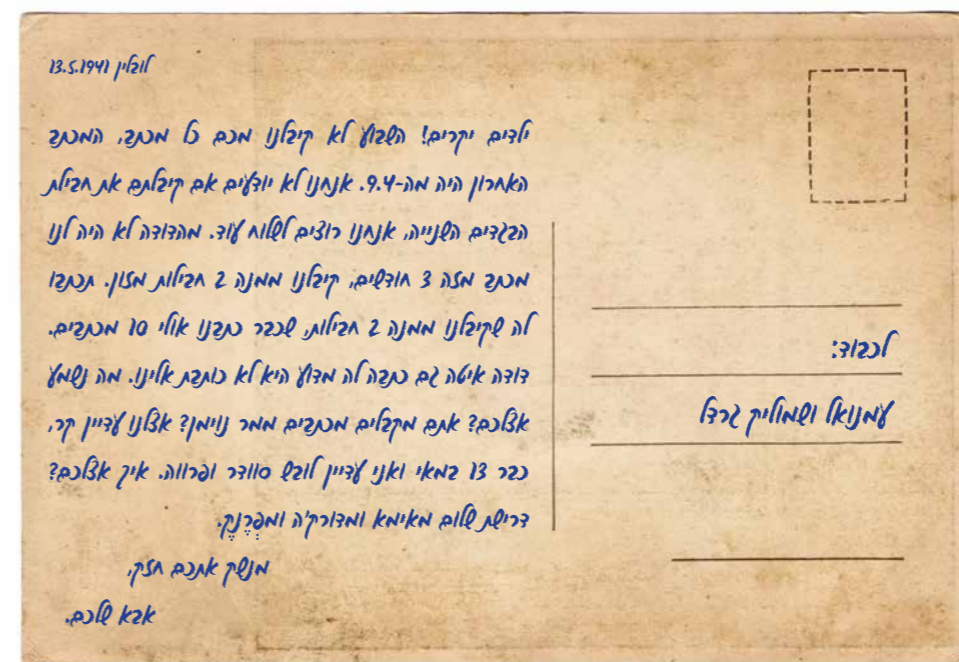 לובלין 13.5.1941
ילדים יקרים! השבוע לא קיבלנו מכם כל מכתב, המכתב
האחרון היה מה-9.4. אנחנו לא יודעים אם קיבלתם את חבילת
הבגדים השנייה, אנחנו רוצים לשלוח עוד. מהדודה לא היה לנו
מכתב מזה 3 חודשים, קיבלנו ממנה 2 חבילות מזון. תכתבו
לה שקיבלנו ממנה 2 חבילות, שכבר כתבנו אולי 10 מכתבים.
דודה איטה גם כתבה לה מדוע היא לא כותבת אלינו. מה נשמע
אצלכם? אתם מקבלים מכתבים ממר נוימן? אצלנו עדיין קר,
כבר 13 במאי ואני עדיין לובש סוודר ופרווה. איך אצלכם?
דרישת שלום מאימא ומדורק'ה ומפְרֶנְק.
מנשק אתכם חזק,
אבא שלכם.
לכבוד:
עמנואל ושמוליק גרדל